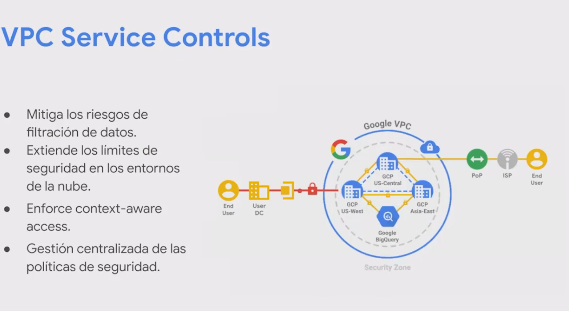 VPC Service Controls
● Mitiga los riesgos de
filtración de datos.
● Extiende los límites de
seguridad en los entornos
de la nube.
● Enforce context-aware
access.
● Gestión centralizada de las
políticas de seguridad.
Google VPC
GCP
US-Central
PoP
ISP
End
User
End
User
User
DC
GCP
US-West
GCP
Asia-East
Google
BigQuery
Security Zone